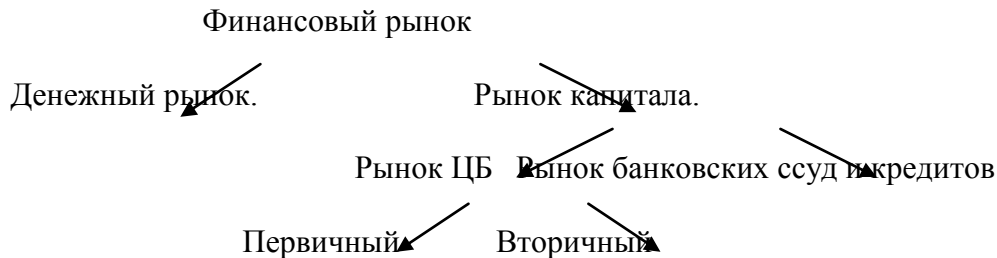 Финансовый рынок
Денежный рынок. Рынок капитала.
Рынок ЦБ Рынок банковских ссуд и кредитов
Первичный Вторичный